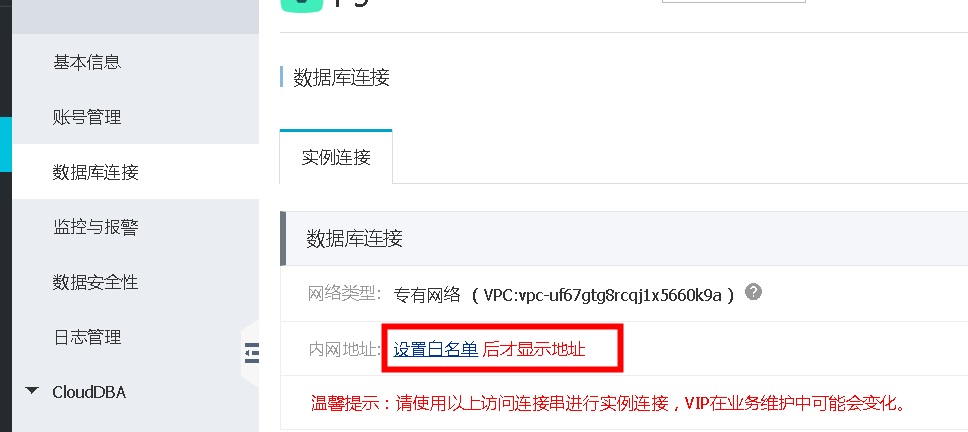 基本信息
账号管理
数据库连接
监控与报警
数据安全性
日志管理
CloudDBA
数据库连接
实例连接
数据库连接
网络类型: 专有网络 ( VPC:vpc-uf67gtg8rcqj1x5660k9a )
内网地址: 设置白名单 后才显示地址
温馨提示：请使用以上访问连接串进行实例连接，VIP在业务维护中可能会变化。